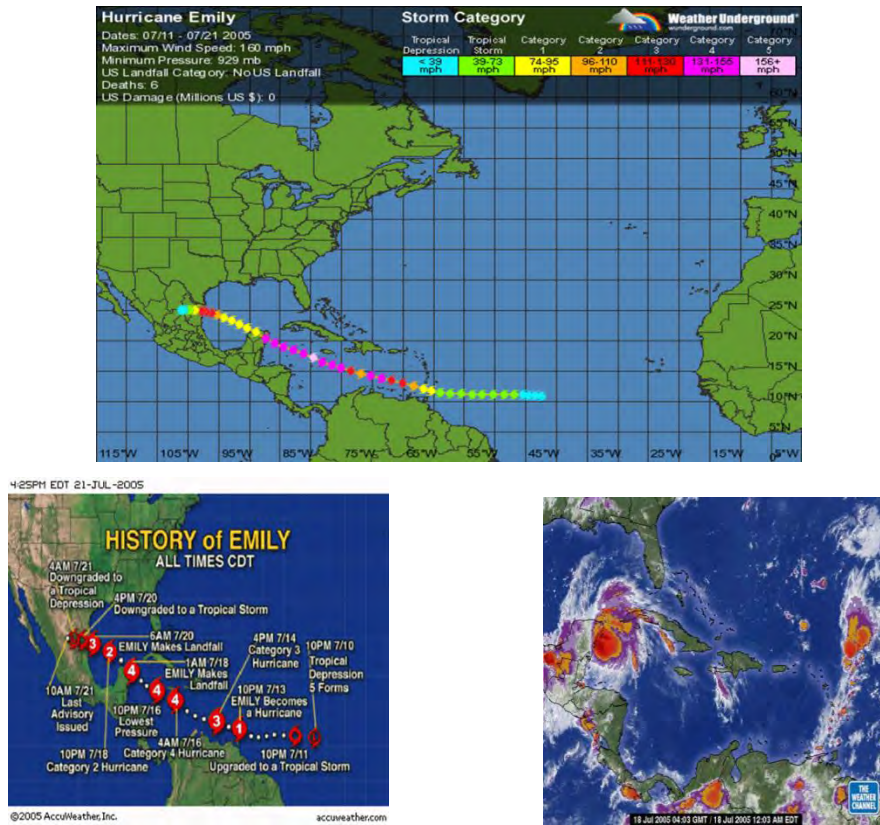 Hurricane Emily
Dates: 07/11 - 07/21 2005
Maximum Wind Speed: 160 mph
Minimum Pressure: 929 mb
US Landfall Category: No US Landfall
Deaths: 6
US Damage (Millions US $): 0
Storm Category
Weather Underground®
wunderground.com
Tropical Depression
Tropical Storm
Category 1
Category 2
Category 3
Category 4
Category 5
< 39 mph
39-73 mph
74-95 mph
96-110 mph
111-130 mph
131-155 mph
156+ mph
60°N
55°N
50°N
45°N
40°N
35°N
30°N
25°N
20°N
15°N
10°N
5°N
115°W 105°W 95°W 85°W 75°W 65°W 55°W 45°W 35°W 25°W 15°W 5°W
4:25PM EDT 21-JUL-2005
HISTORY of EMILY
ALL TIMES CDT
4AM 7/21
Downgraded to
a Tropical
Depression
4PM 7/20
Downgraded to a Tropical Storm
6AM 7/20
EMILY Makes Landfall
1AM 7/18
EMILY Makes
Landfall
4PM 7/14
Category 3
Hurricane
10PM 7/10
Tropical
Depression
5 Forms
10PM 7/13
EMILY Becomes
a Hurricane
3
2
4
4
4
3
1
10AM 7/21
Last
Advisory
Issued
10PM 7/16
Lowest
Pressure
10PM 7/18
Category 2 Hurricane
4AM 7/16
Category 4 Hurricane
10PM 7/11
Upgraded to a Tropical Storm
©2005 AccuWeather, Inc.
accuweather.com
THE
WEATHER
CHANNEL
18 Jul 2005 04:03 GMT / 18 Jul 2005 12:03 AM EDT